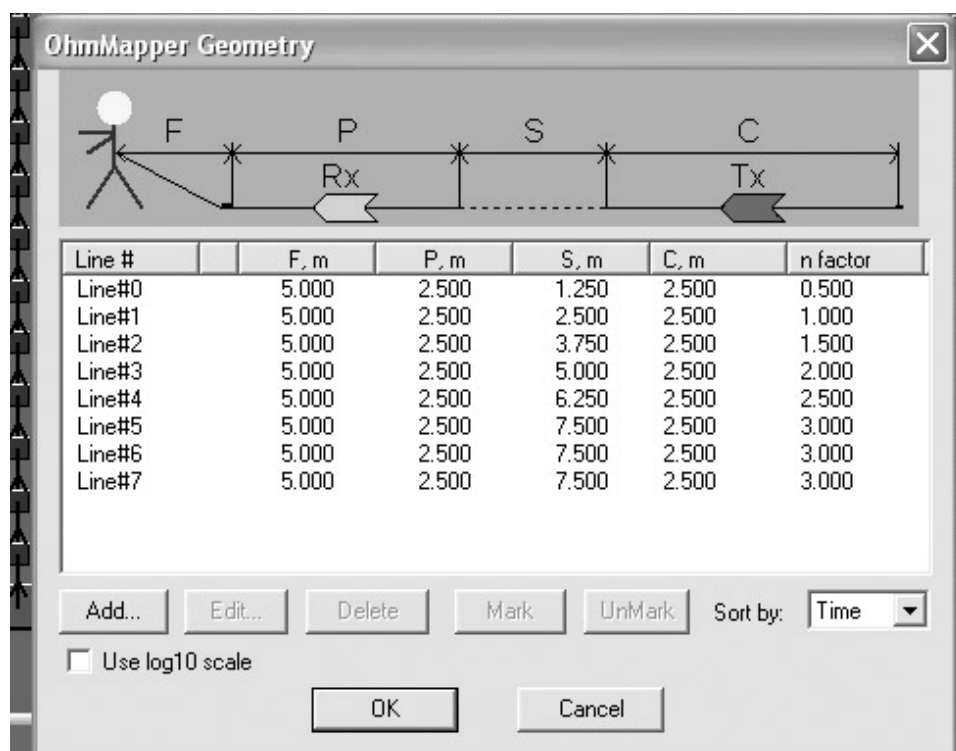 OhmMapper Geometry
F P S C
Rx Tx
Line # F, m P, m S, m C, m n factor
Line#0 5.000 2.500 1.250 2.500 0.500
Line#1 5.000 2.500 2.500 2.500 1.000
Line#2 5.000 2.500 3.750 2.500 1.500
Line#3 5.000 2.500 5.000 2.500 2.000
Line#4 5.000 2.500 6.250 2.500 2.500
Line#5 5.000 2.500 7.500 2.500 3.000
Line#6 5.000 2.500 7.500 2.500 3.000
Line#7 5.000 2.500 7.500 2.500 3.000
Add... Edit... Delete Mark UnMark Sort by: Time
Use log10 scale
OK Cancel